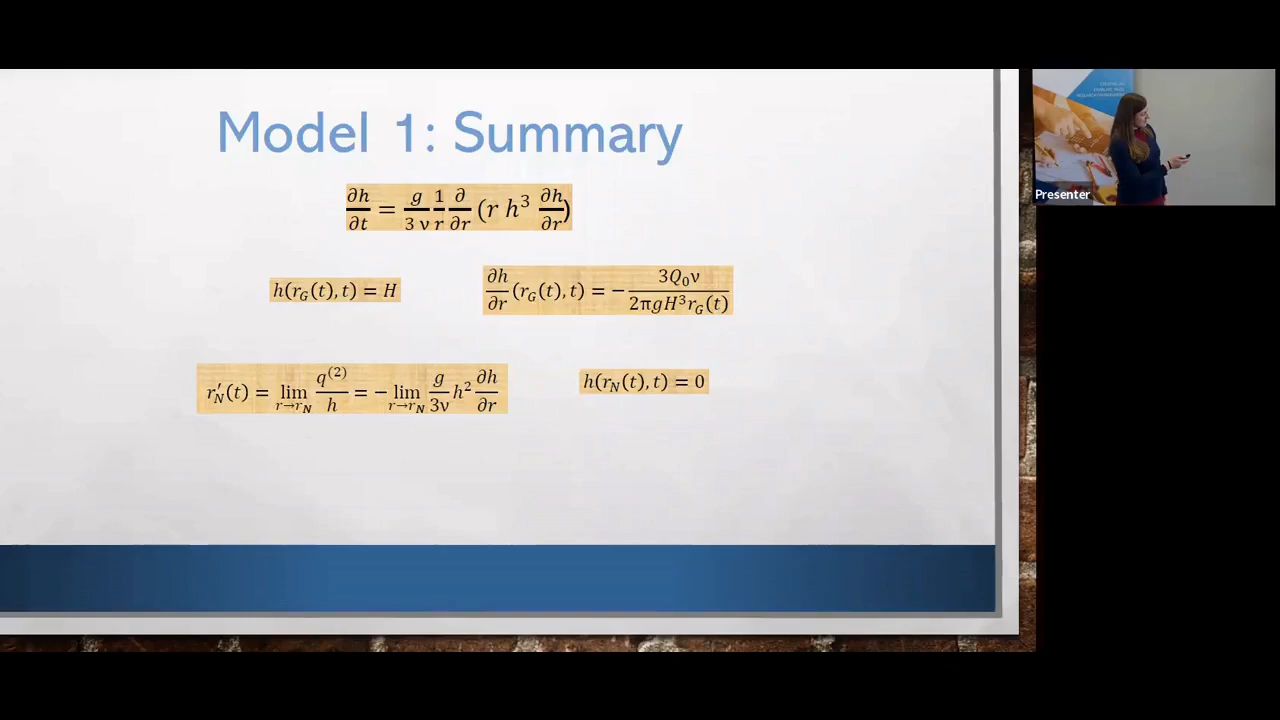 Model 1: Summary
∂h/∂t = g/(3 ν) 1/r ∂/∂r (r h³ ∂h/∂r)
h(r_G(t), t) = H
∂h/∂r (r_G(t), t) = − 3Q₀ν / (2πgH³r_G(t))
r′_N(t) = lim_{r→r_N} q⁽²⁾/h = − lim_{r→r_N} g/(3ν) h² ∂h/∂r
h(r_N(t), t) = 0
Presenter